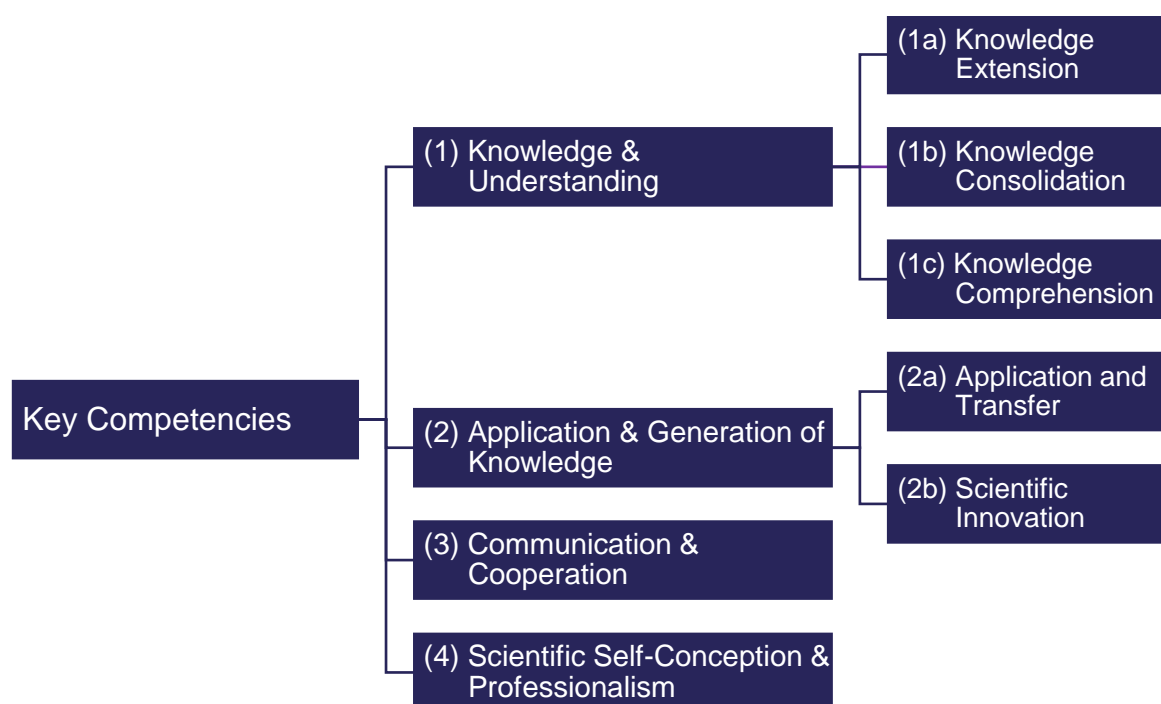 Key Competencies
(1) Knowledge &
Understanding
(1a) Knowledge
Extension
(1b) Knowledge
Consolidation
(1c) Knowledge
Comprehension
(2) Application & Generation of
Knowledge
(2a) Application and
Transfer
(2b) Scientific
Innovation
(3) Communication &
Cooperation
(4) Scientific Self-Conception &
Professionalism